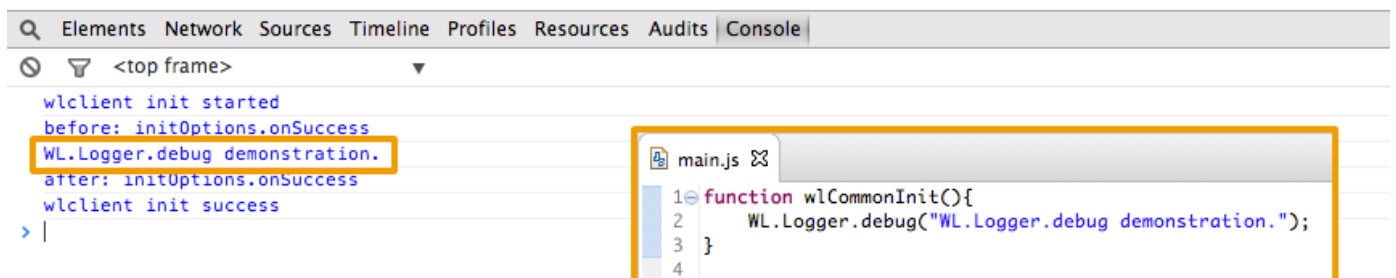 Elements Network Sources Timeline Profiles Resources Audits Console
<top frame> ▼
wlclient init started
before: initOptions.onSuccess
WL.Logger.debug demonstration.
after: initOptions.onSuccess
wlclient init success
>
main.js
1 function wlCommonInit(){
2 WL.Logger.debug("WL.Logger.debug demonstration.");
3 }
4